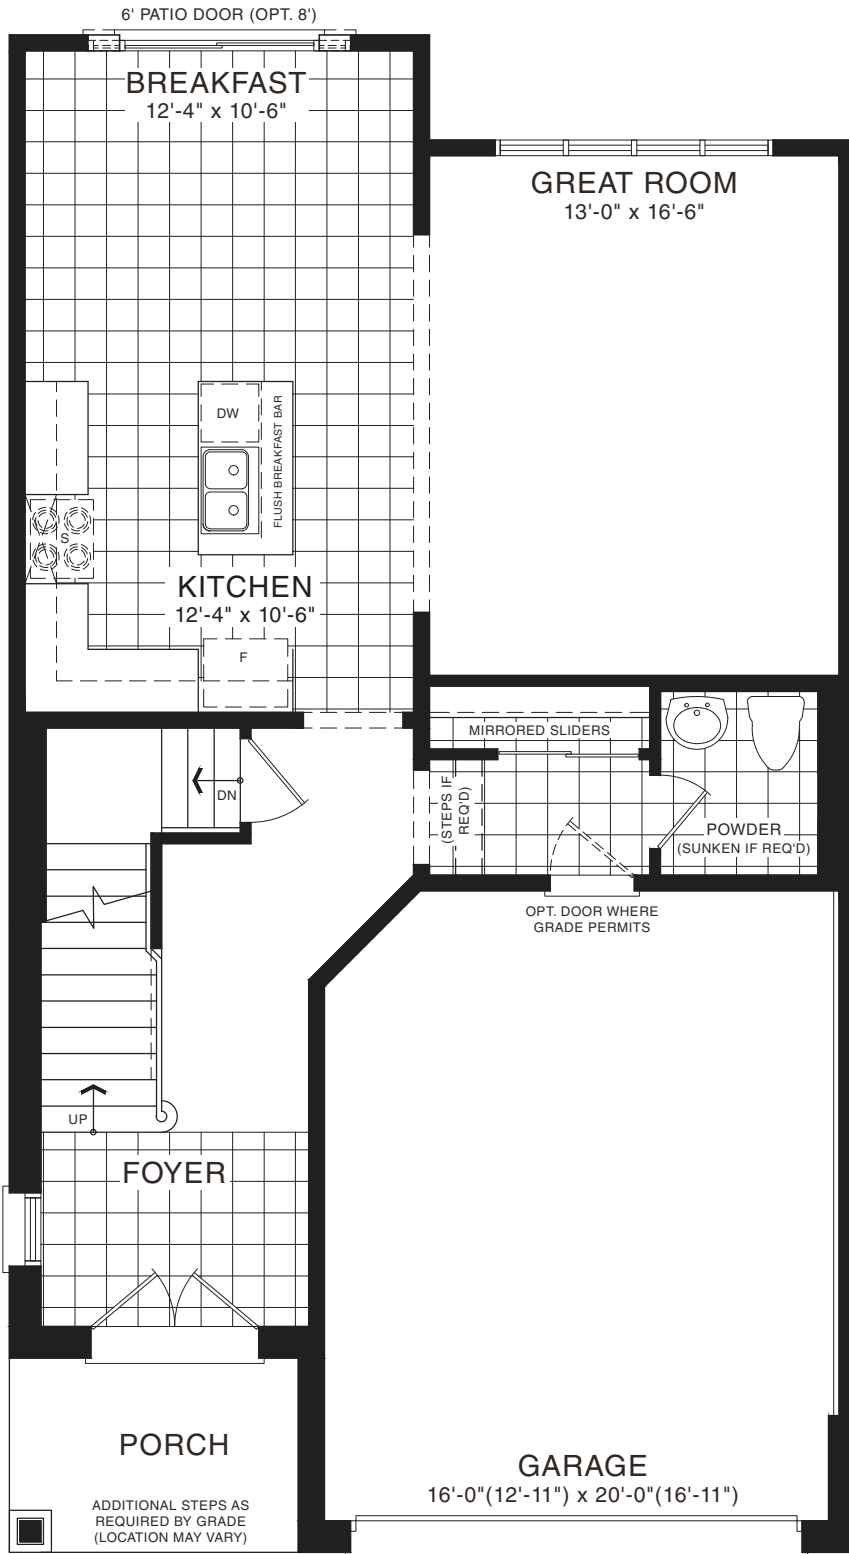 6' PATIO DOOR (OPT. 8')
BREAKFAST
12'-4" x 10'-6"
GREAT ROOM
13'-0" x 16'-6"
DW
FLUSH BREAKFAST BAR
S
KITCHEN
12'-4" x 10'-6"
F
MIRRORED SLIDERS
DN
(STEPS IF
REQ'D)
POWDER
(SUNKEN IF REQ'D)
OPT. DOOR WHERE
GRADE PERMITS
UP
FOYER
PORCH
GARAGE
16'-0"(12'-11") x 20'-0"(16'-11")
ADDITIONAL STEPS AS
REQUIRED BY GRADE
(LOCATION MAY VARY)